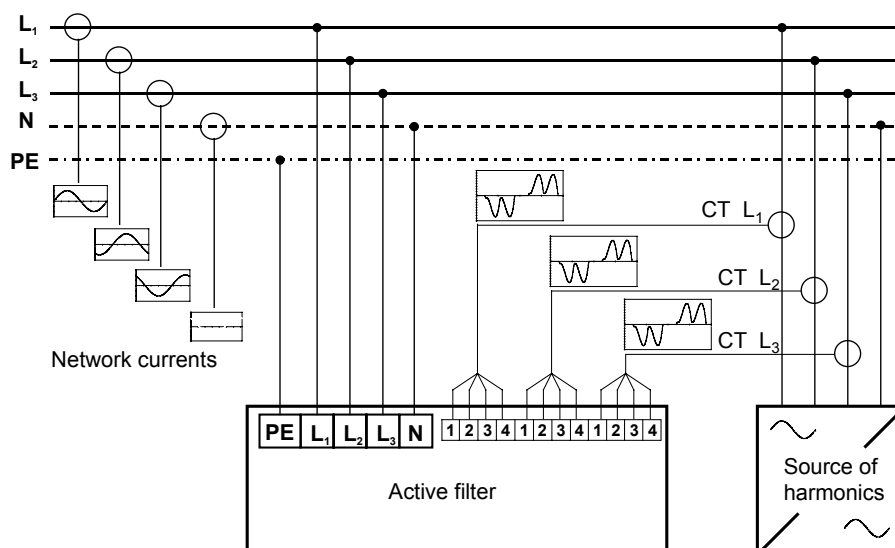 L₁
L₂
L₃
N
PE
CT L₁
CT L₂
CT L₃
Network currents
PE L₁ L₂ L₃ N 1 2 3 4 1 2 3 4 1 2 3 4
Active filter
Source of
harmonics